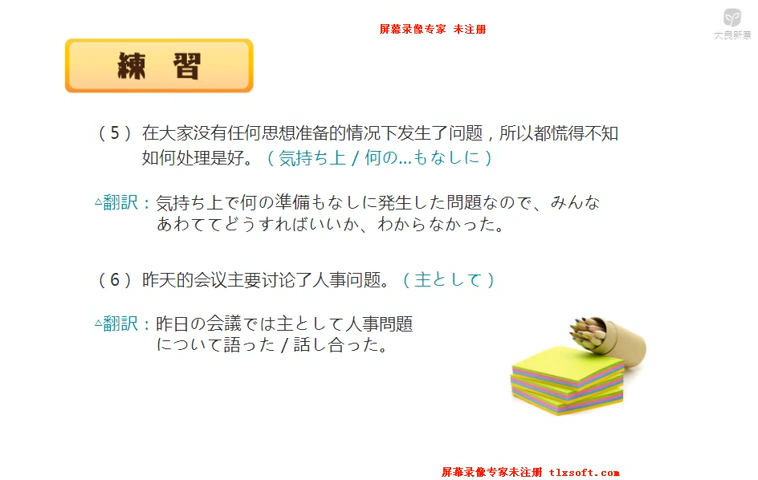 屏幕录像专家 未注册
大良新意
練 習
（5）在大家没有任何思想准备的情况下发生了问题，所以都慌得不知
如何处理是好。（気持ち上 / 何の…もなしに）
△翻訳：気持ち上で何の準備もなしに発生した問題なので、みんな
あわててどうすればいいか、わからなかった。
（6）昨天的会议主要讨论了人事问题。（主として）
△翻訳：昨日の会議では主として人事問題
について語った / 話し合った。
屏幕录像专家未注册 tlxsoft.com